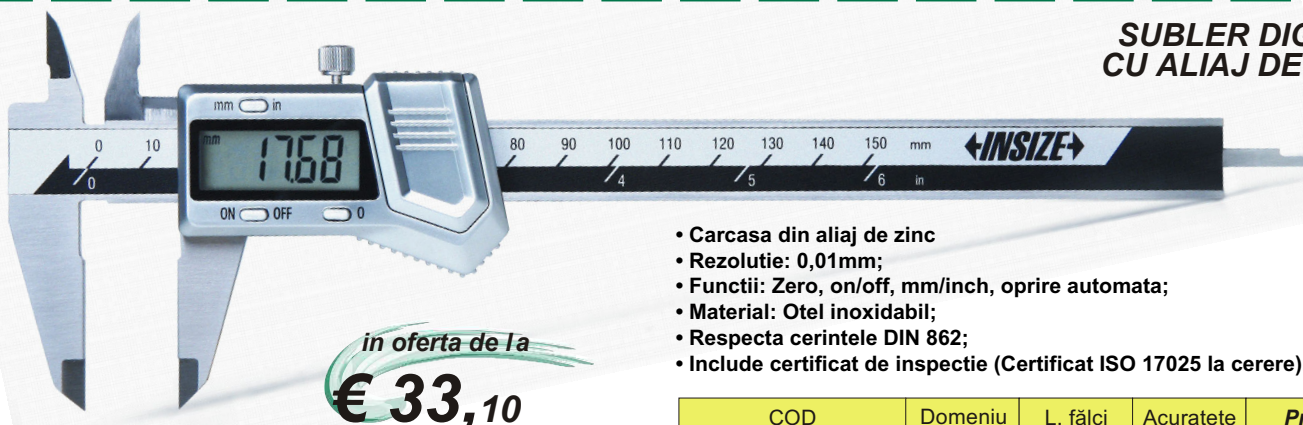 SUBLER
CU ALIAJ DE
mm in
mm 17.68
ON OFF 0
0 10 80 90 100 110 120 130 140 150 mm INSIZE
0 4 5 6 in
• Carcasa din aliaj de zinc
• Rezolutie: 0,01mm;
• Functii: Zero, on/off, mm/inch, oprire automata;
• Material: Otel inoxidabil;
• Respecta cerintele DIN 862;
• Include certificat de inspectie (Certificat ISO 17025 la cerere)
in oferta de la
€ 33,10
COD Domeniu L. fălci Acuratete